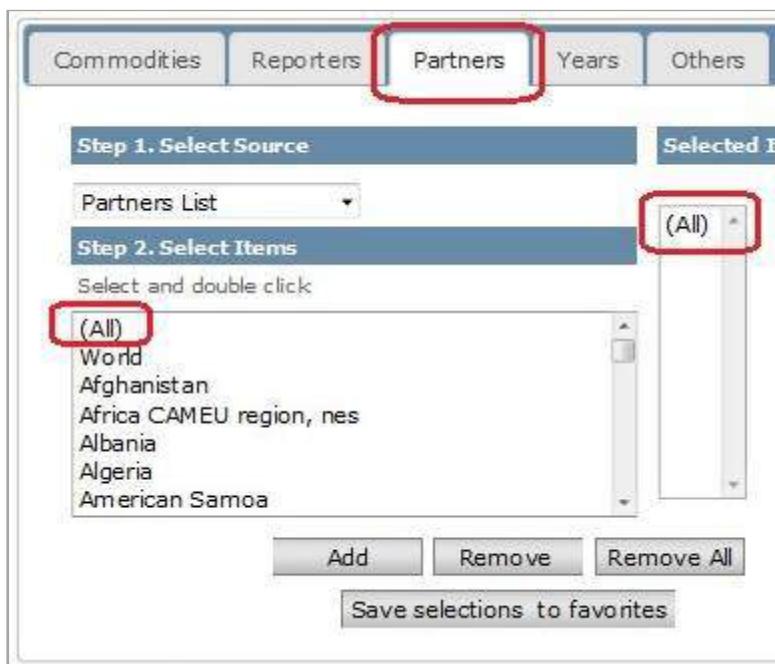 Commodities Reporters Partners Years Others
Step 1. Select Source
Selected
Partners List
(All)
Step 2. Select Items
Select and double click
(All)
World
Afghanistan
Africa CAMEU region, nes
Albania
Algeria
American Samoa
Add Remove Remove All
Save selections to favorites